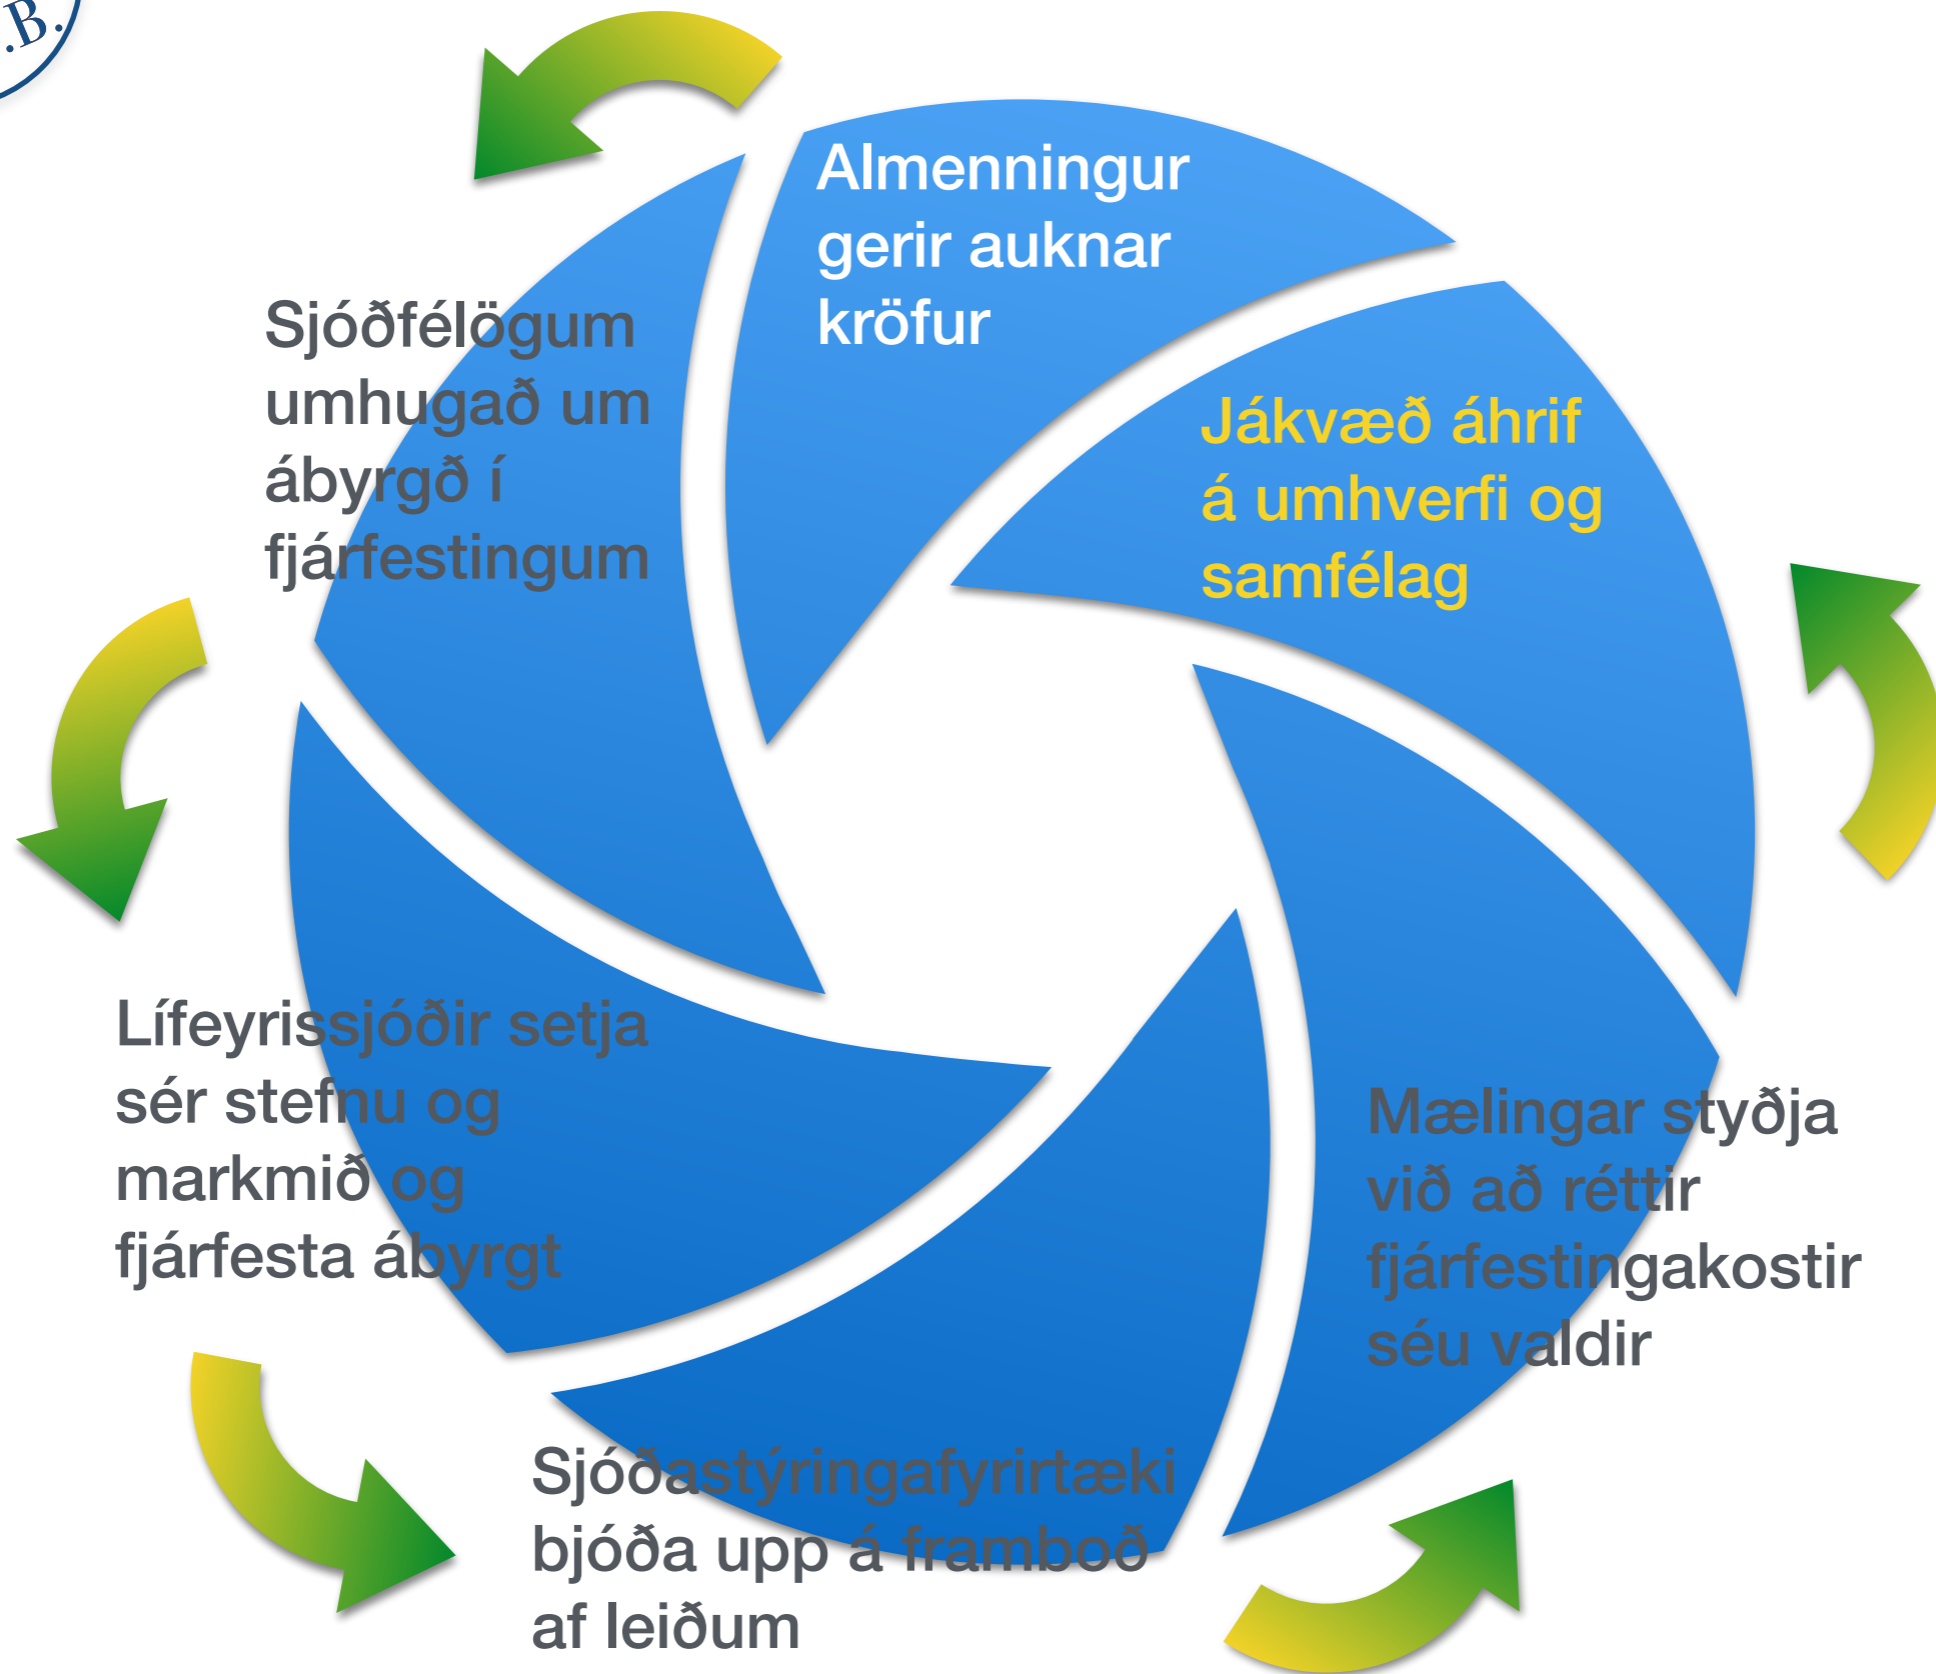 .B.
Almenningur
gerir auknar
kröfur
Sjóðfélögum
umhugað um
ábyrgð í
fjárfestingum
Jákvæð áhrif
á umhverfi og
samfélag
Lífeyrissjóðir setja
sér stefnu og
markmið og
fjárfesta ábyrgt
Mælingar styðja
við að réttir
fjárfestingakostir
séu valdir
Sjóðastýringafyrirtæki
bjóða upp á framboð
af leiðum